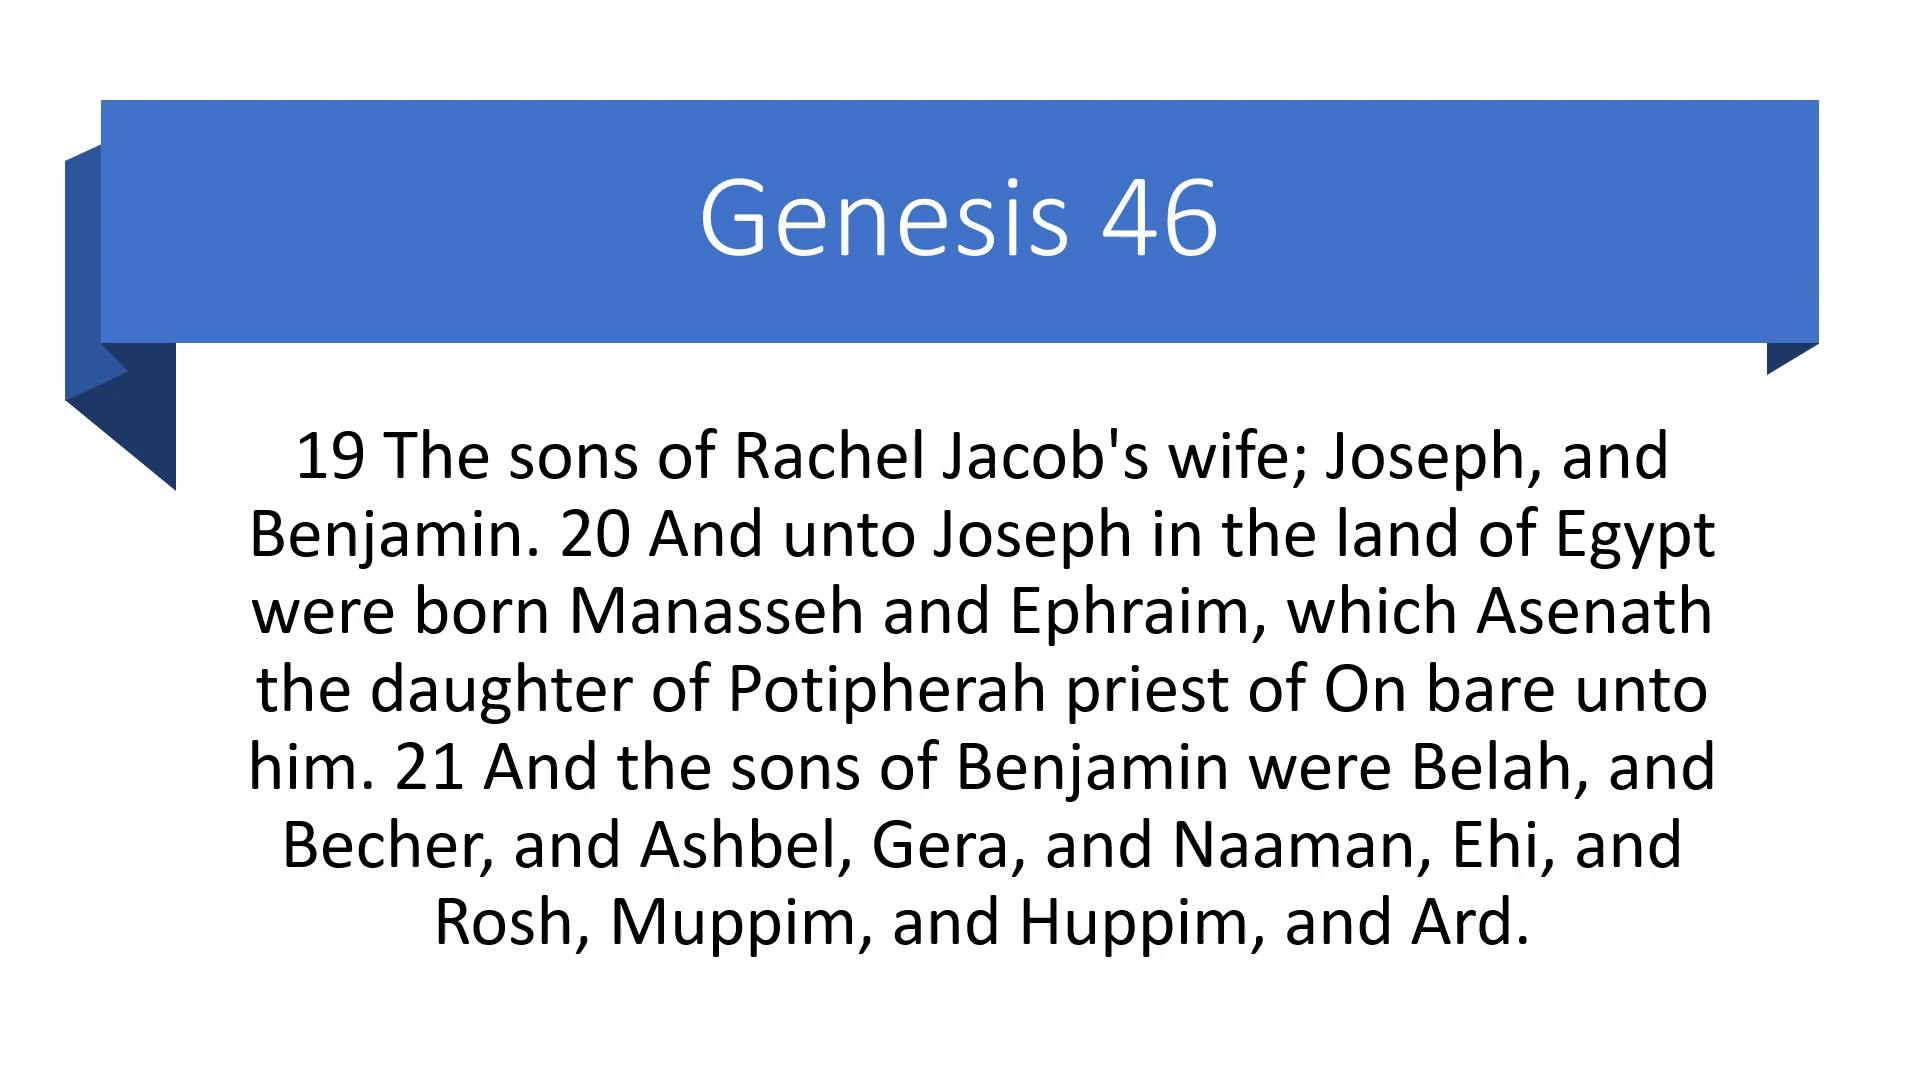 Genesis 46
19 The sons of Rachel Jacob's wife; Joseph, and
Benjamin. 20 And unto Joseph in the land of Egypt
were born Manasseh and Ephraim, which Asenath
the daughter of Potipherah priest of On bare unto
him. 21 And the sons of Benjamin were Belah, and
Becher, and Ashbel, Gera, and Naaman, Ehi, and
Rosh, Muppim, and Huppim, and Ard.